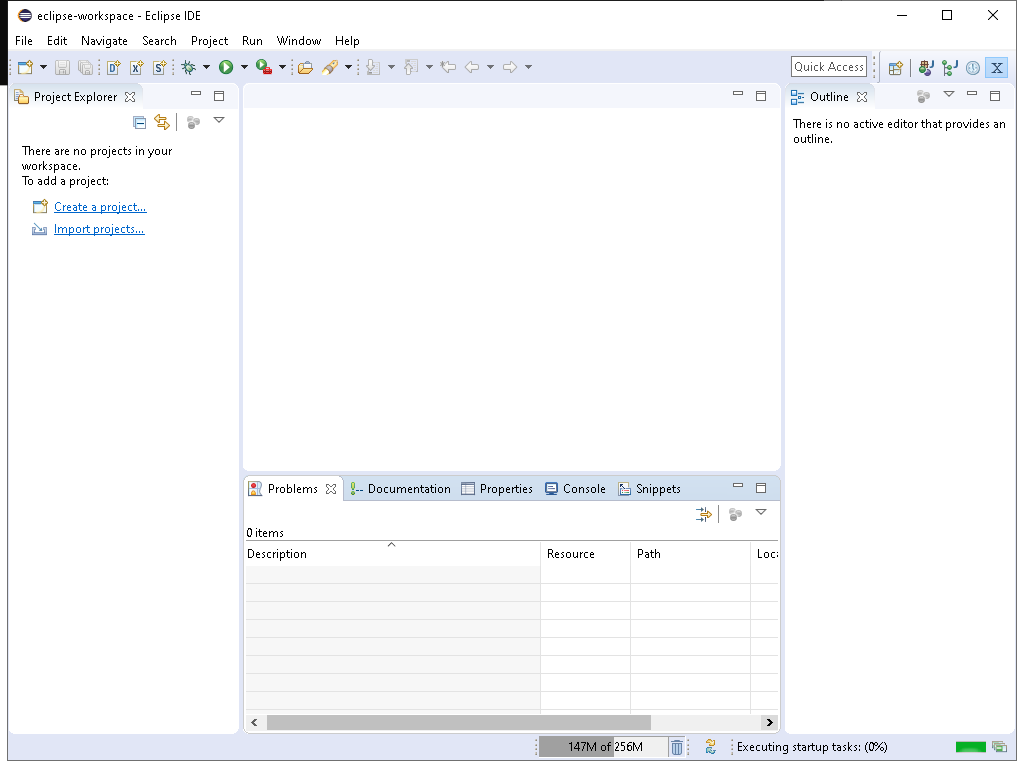 eclipse-workspace - Eclipse IDE
File Edit Navigate Search Project Run Window Help
Quick Access
Project Explorer
There are no projects in your
workspace.
To add a project:
Create a project...
Import projects...
Outline
There is no active editor that provides an
outline.
Problems Documentation Properties Console Snippets
0 items
Description Resource Path Loc
147M of 256M Executing startup tasks: (0%)